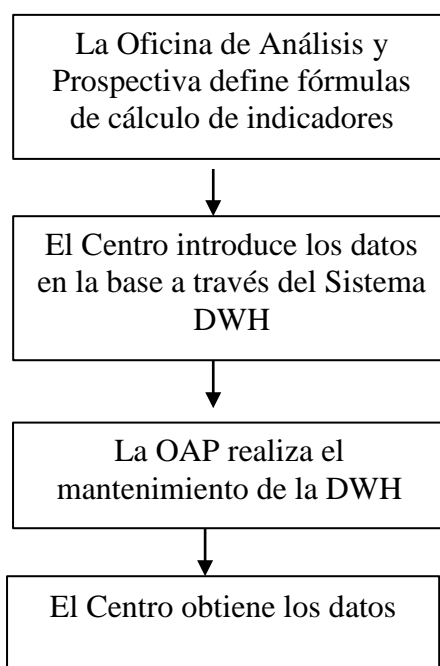 La Oficina de Análisis y
Prospectiva define fórmulas
de cálculo de indicadores
El Centro introduce los datos
en la base a través del Sistema
DWH
La OAP realiza el
mantenimiento de la DWH
El Centro obtiene los datos